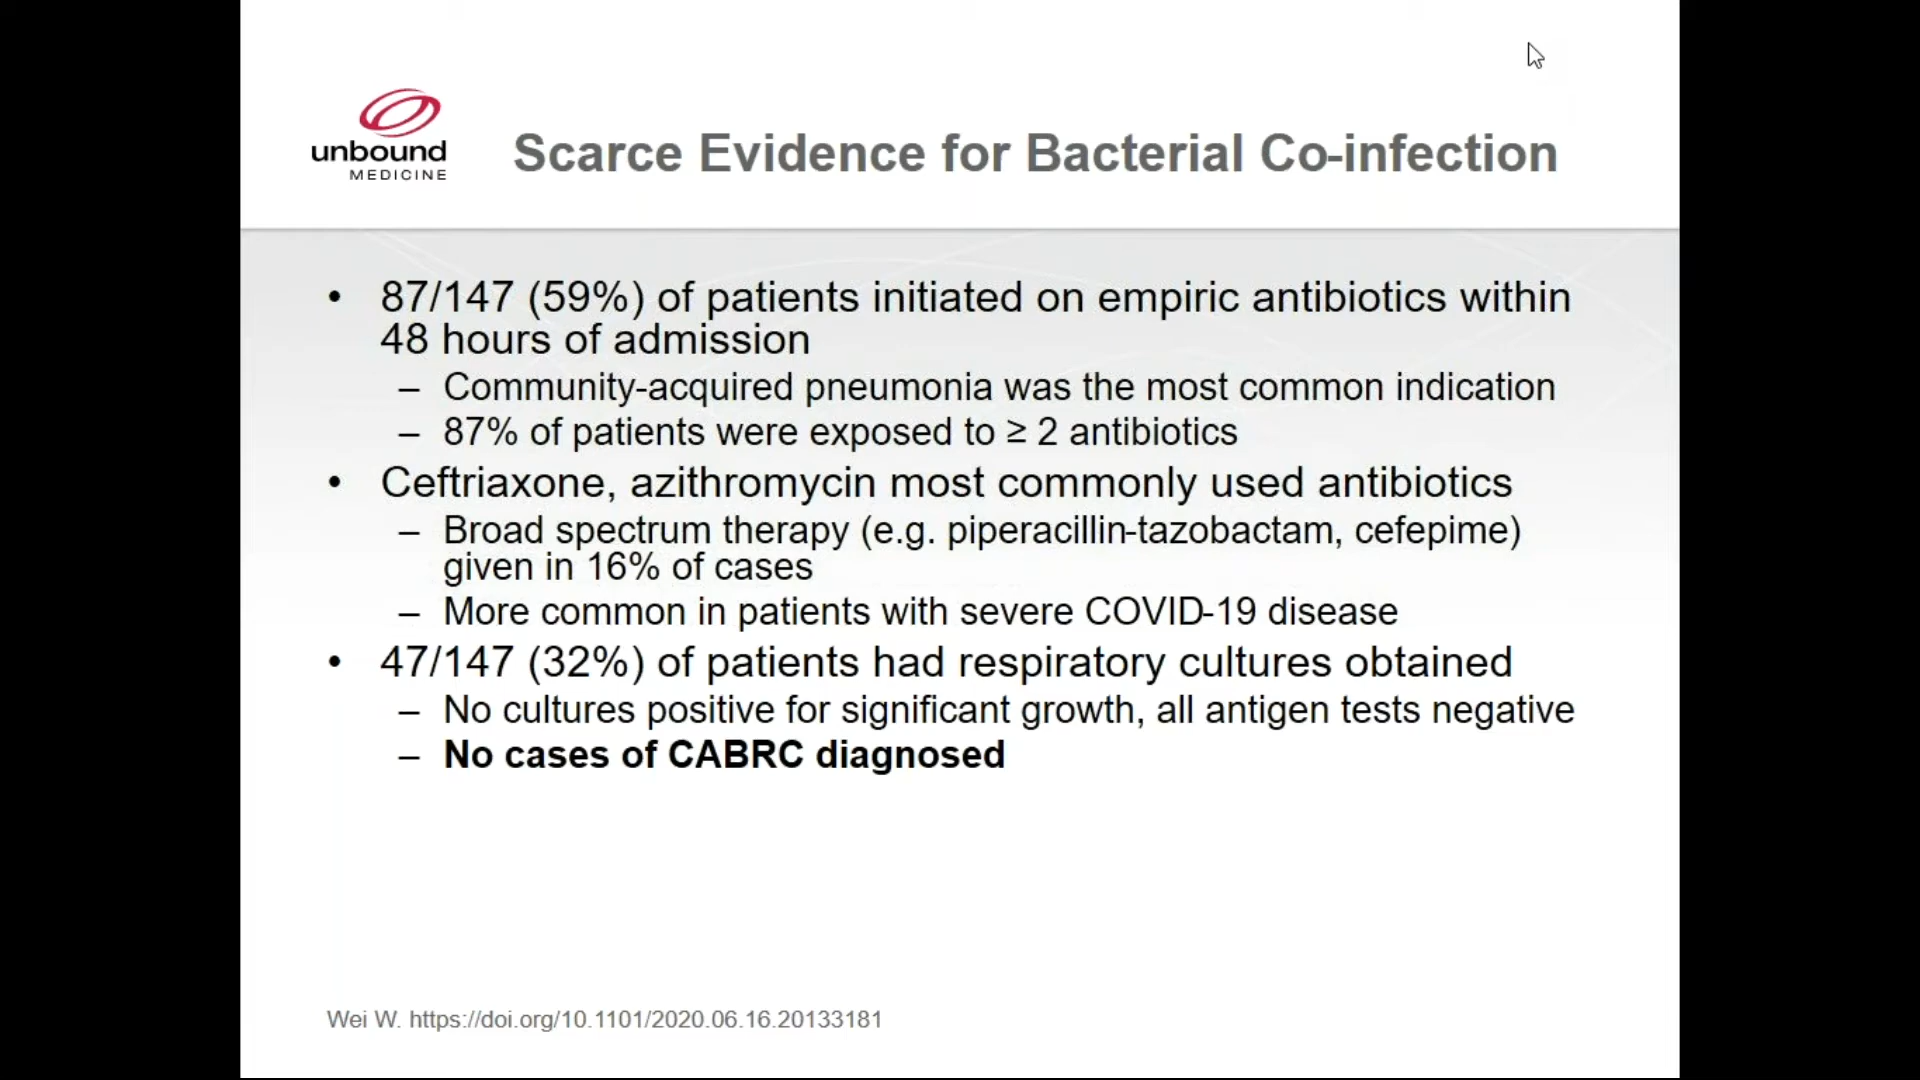 unbound
MEDICINE
Scarce Evidence for Bacterial Co-infection
• 87/147 (59%) of patients initiated on empiric antibiotics within
48 hours of admission
– Community-acquired pneumonia was the most common indication
– 87% of patients were exposed to ≥ 2 antibiotics
• Ceftriaxone, azithromycin most commonly used antibiotics
– Broad spectrum therapy (e.g. piperacillin-tazobactam, cefepime)
given in 16% of cases
– More common in patients with severe COVID-19 disease
• 47/147 (32%) of patients had respiratory cultures obtained
– No cultures positive for significant growth, all antigen tests negative
– No cases of CABRC diagnosed
Wei W. https://doi.org/10.1101/2020.06.16.20133181